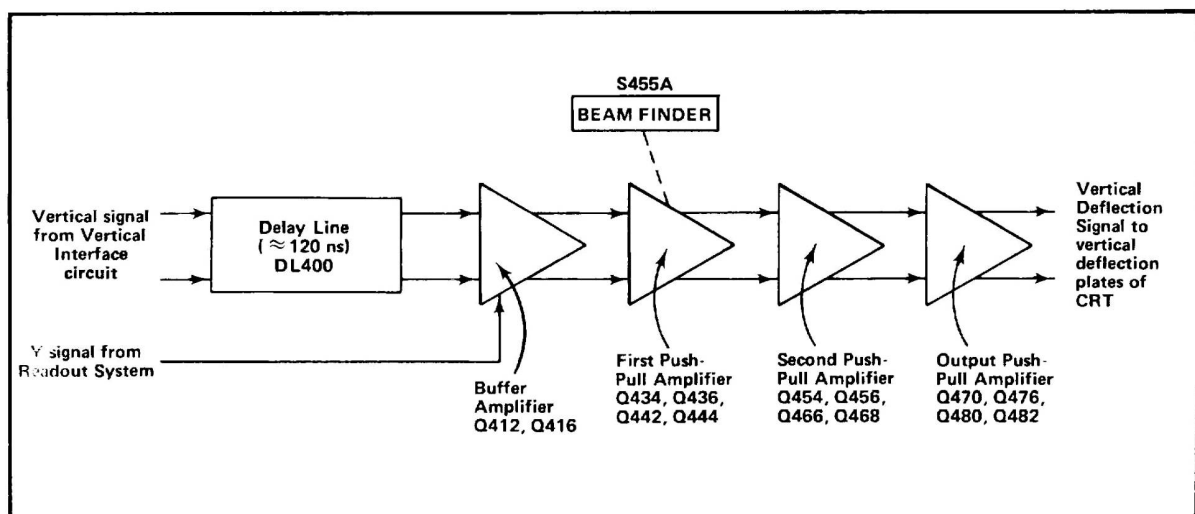 S455A
BEAM FINDER
Vertical signal
from Vertical
Interface
circuit
Delay Line
(≈120 ns)
DL400
Vertical
Deflection
Signal to
vertical
deflection
plates of
CRT
Y signal from
Readout System
Buffer
Amplifier
Q412, Q416
First Push-
Pull Amplifier
Q434, Q436,
Q442, Q444
Second Push-
Pull Amplifier
Q454, Q456,
Q466, Q468
Output Push-
Pull Amplifier
Q470, Q476,
Q480, Q482